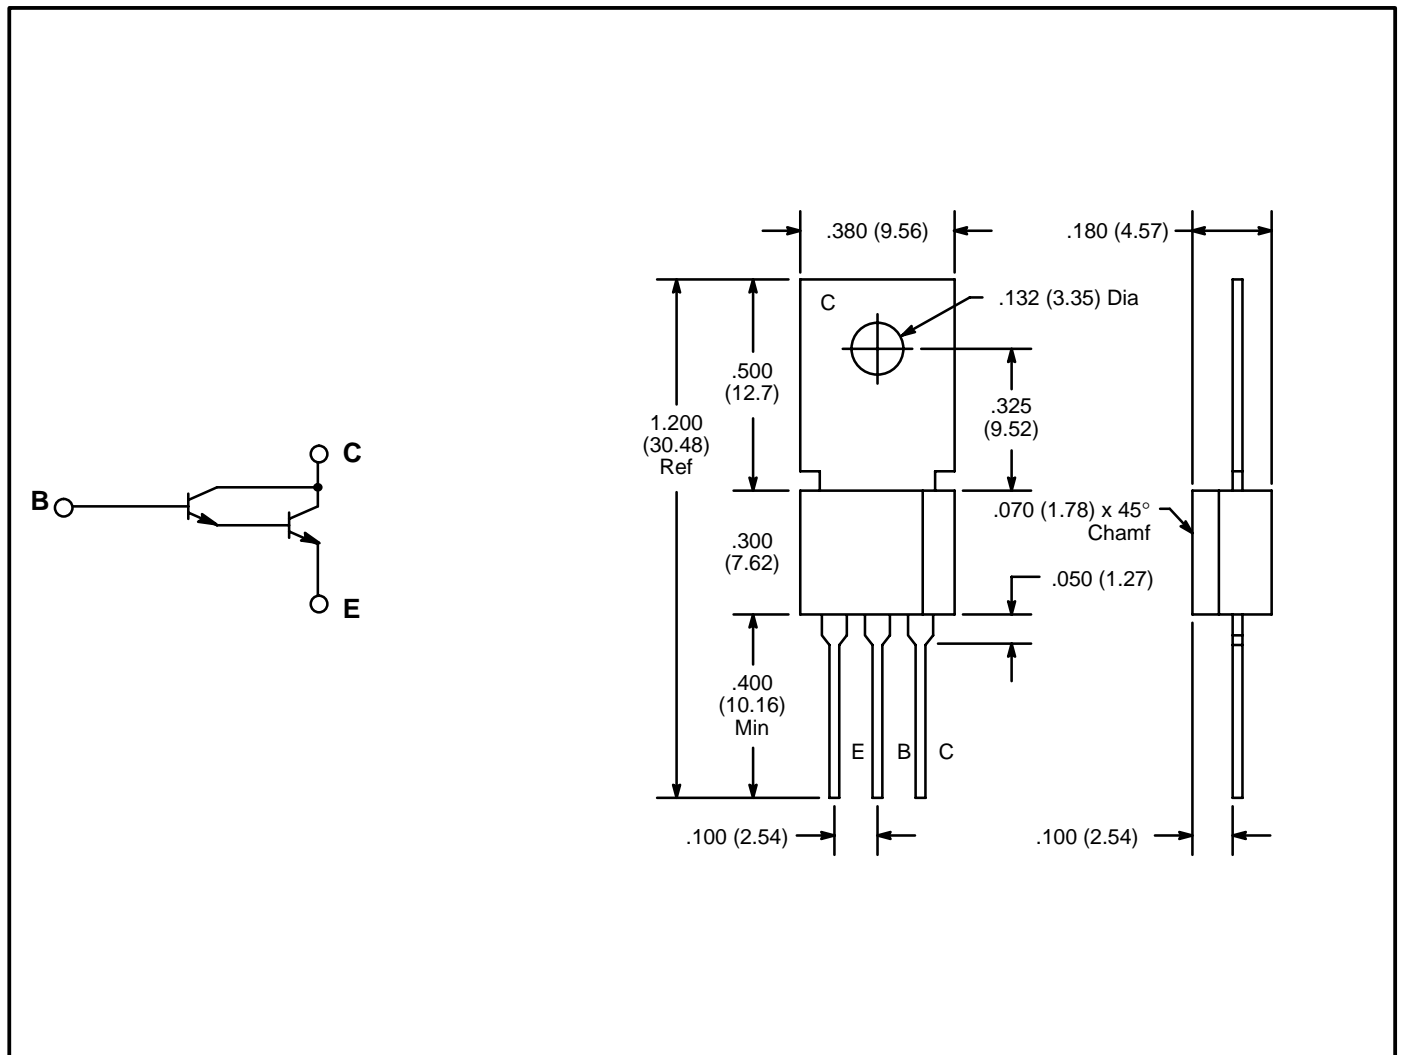 .380 (9.56)
.180 (4.57)
C
.132 (3.35) Dia
.500
(12.7)
.325
(9.52)
1.200
(30.48)
Ref
C
B
E
.070 (1.78) x 45°
Chamf
.300
(7.62)
.050 (1.27)
.400
(10.16)
Min
E B C
.100 (2.54)
.100 (2.54)